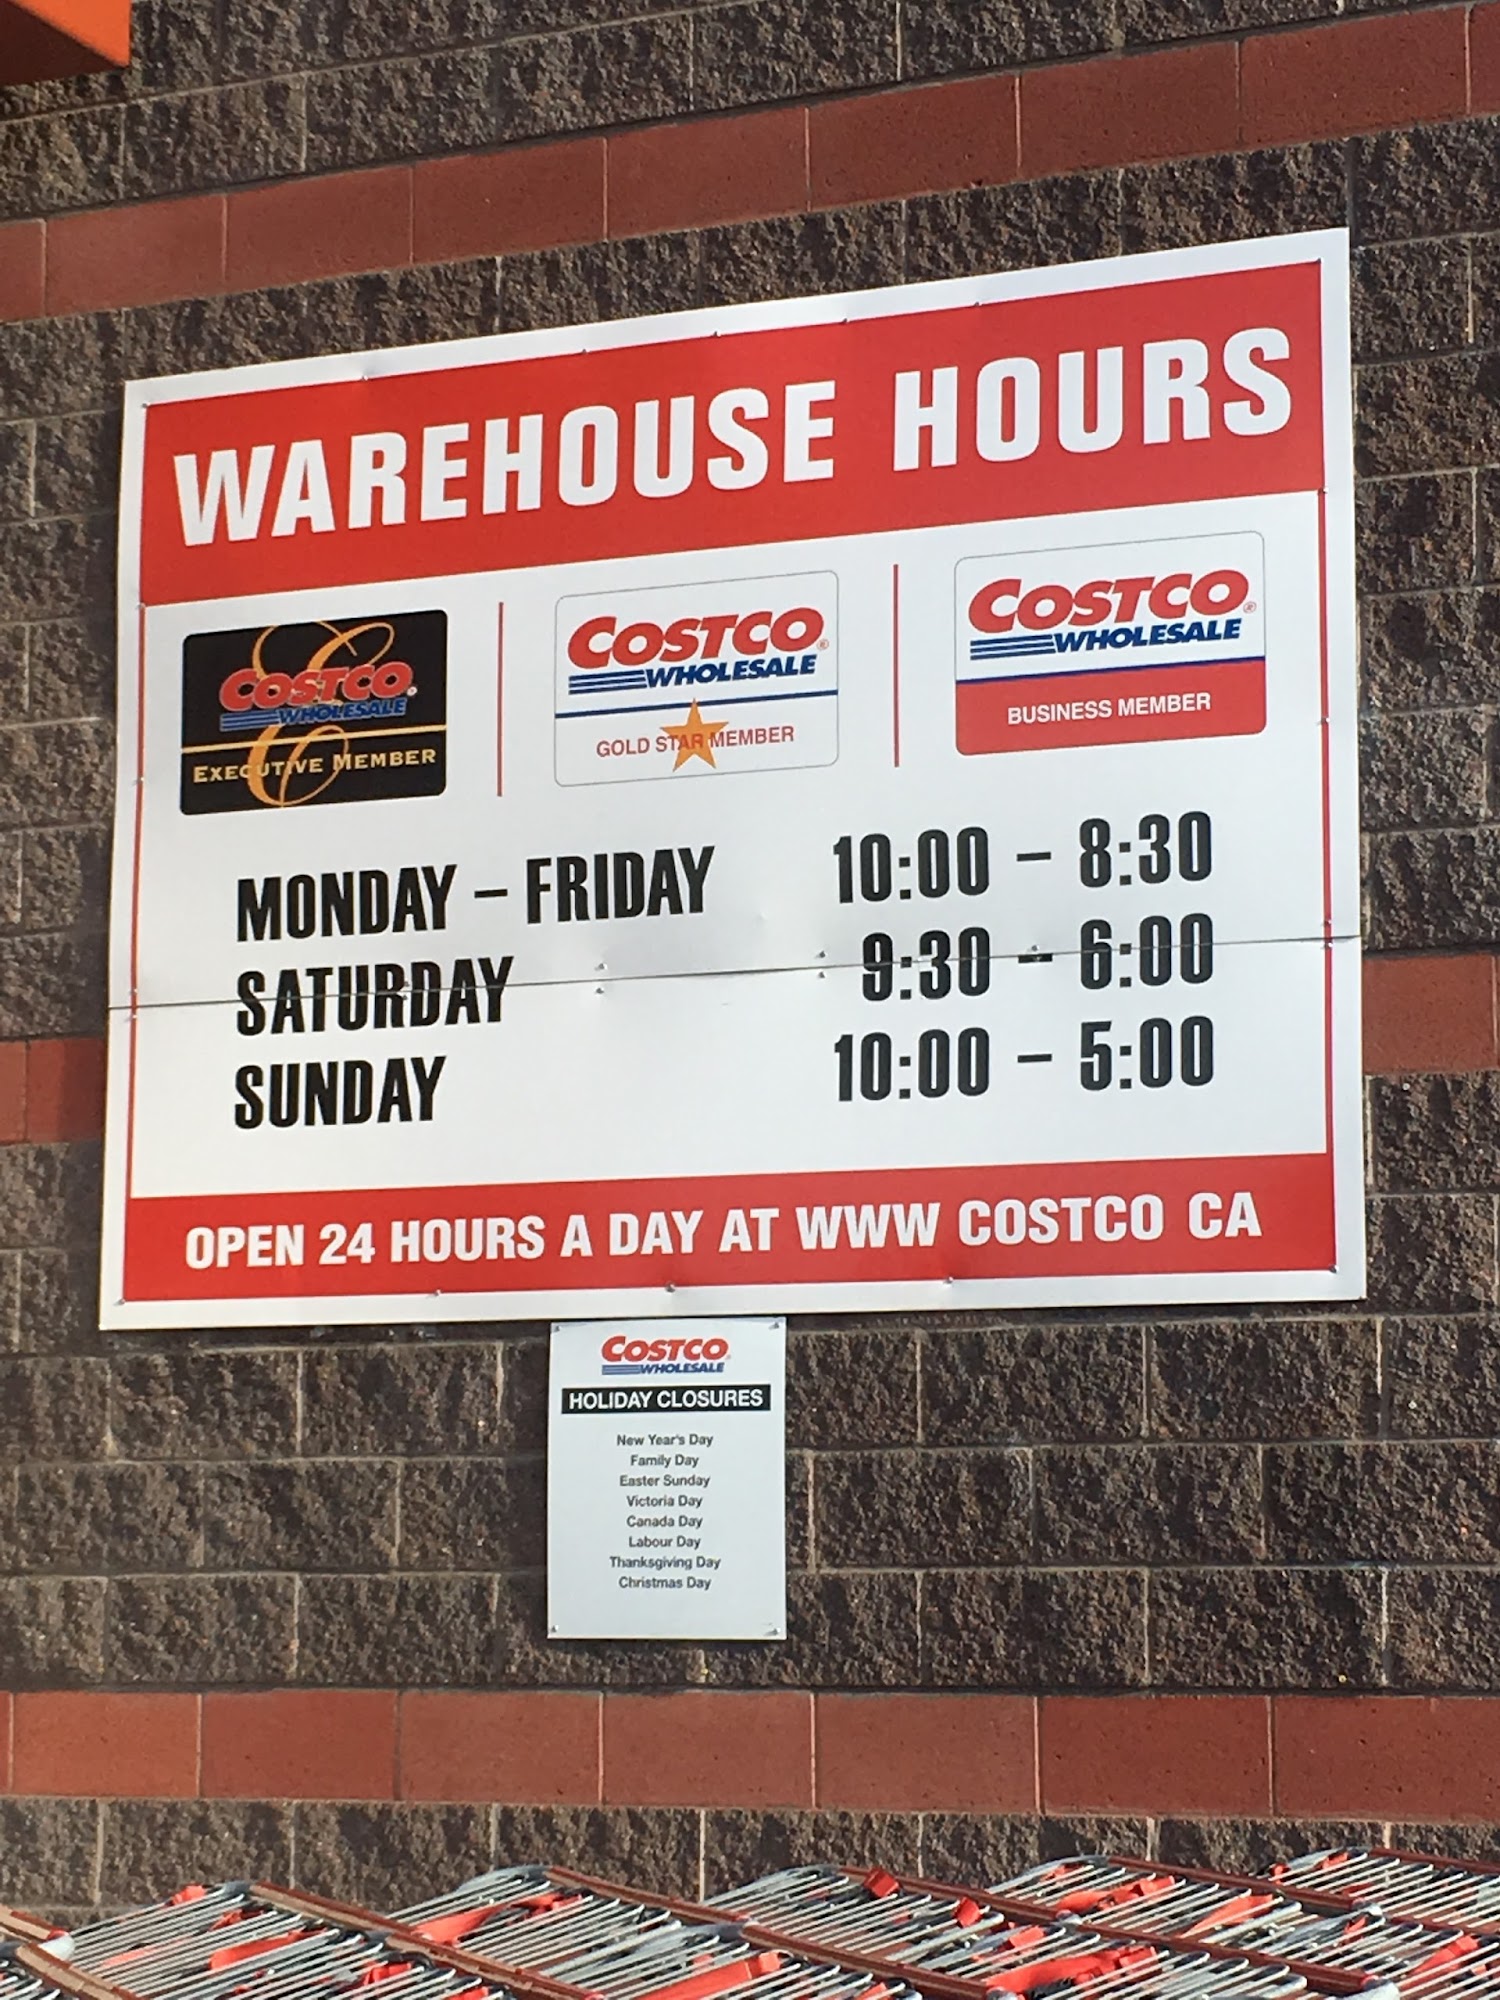 WAREHOUSE HOURS
COSTCO WHOLESALE
EXECUTIVE MEMBER
COSTCO®
WHOLESALE
GOLD STAR MEMBER
COSTCO®
WHOLESALE
BUSINESS MEMBER
MONDAY – FRIDAY 10:00 – 8:30
SATURDAY 9:30 – 6:00
SUNDAY 10:00 – 5:00
OPEN 24 HOURS A DAY AT WWW COSTCO CA
COSTCO
WHOLESALE
HOLIDAY CLOSURES
New Year's Day
Family Day
Easter Sunday
Victoria Day
Canada Day
Labour Day
Thanksgiving Day
Christmas Day